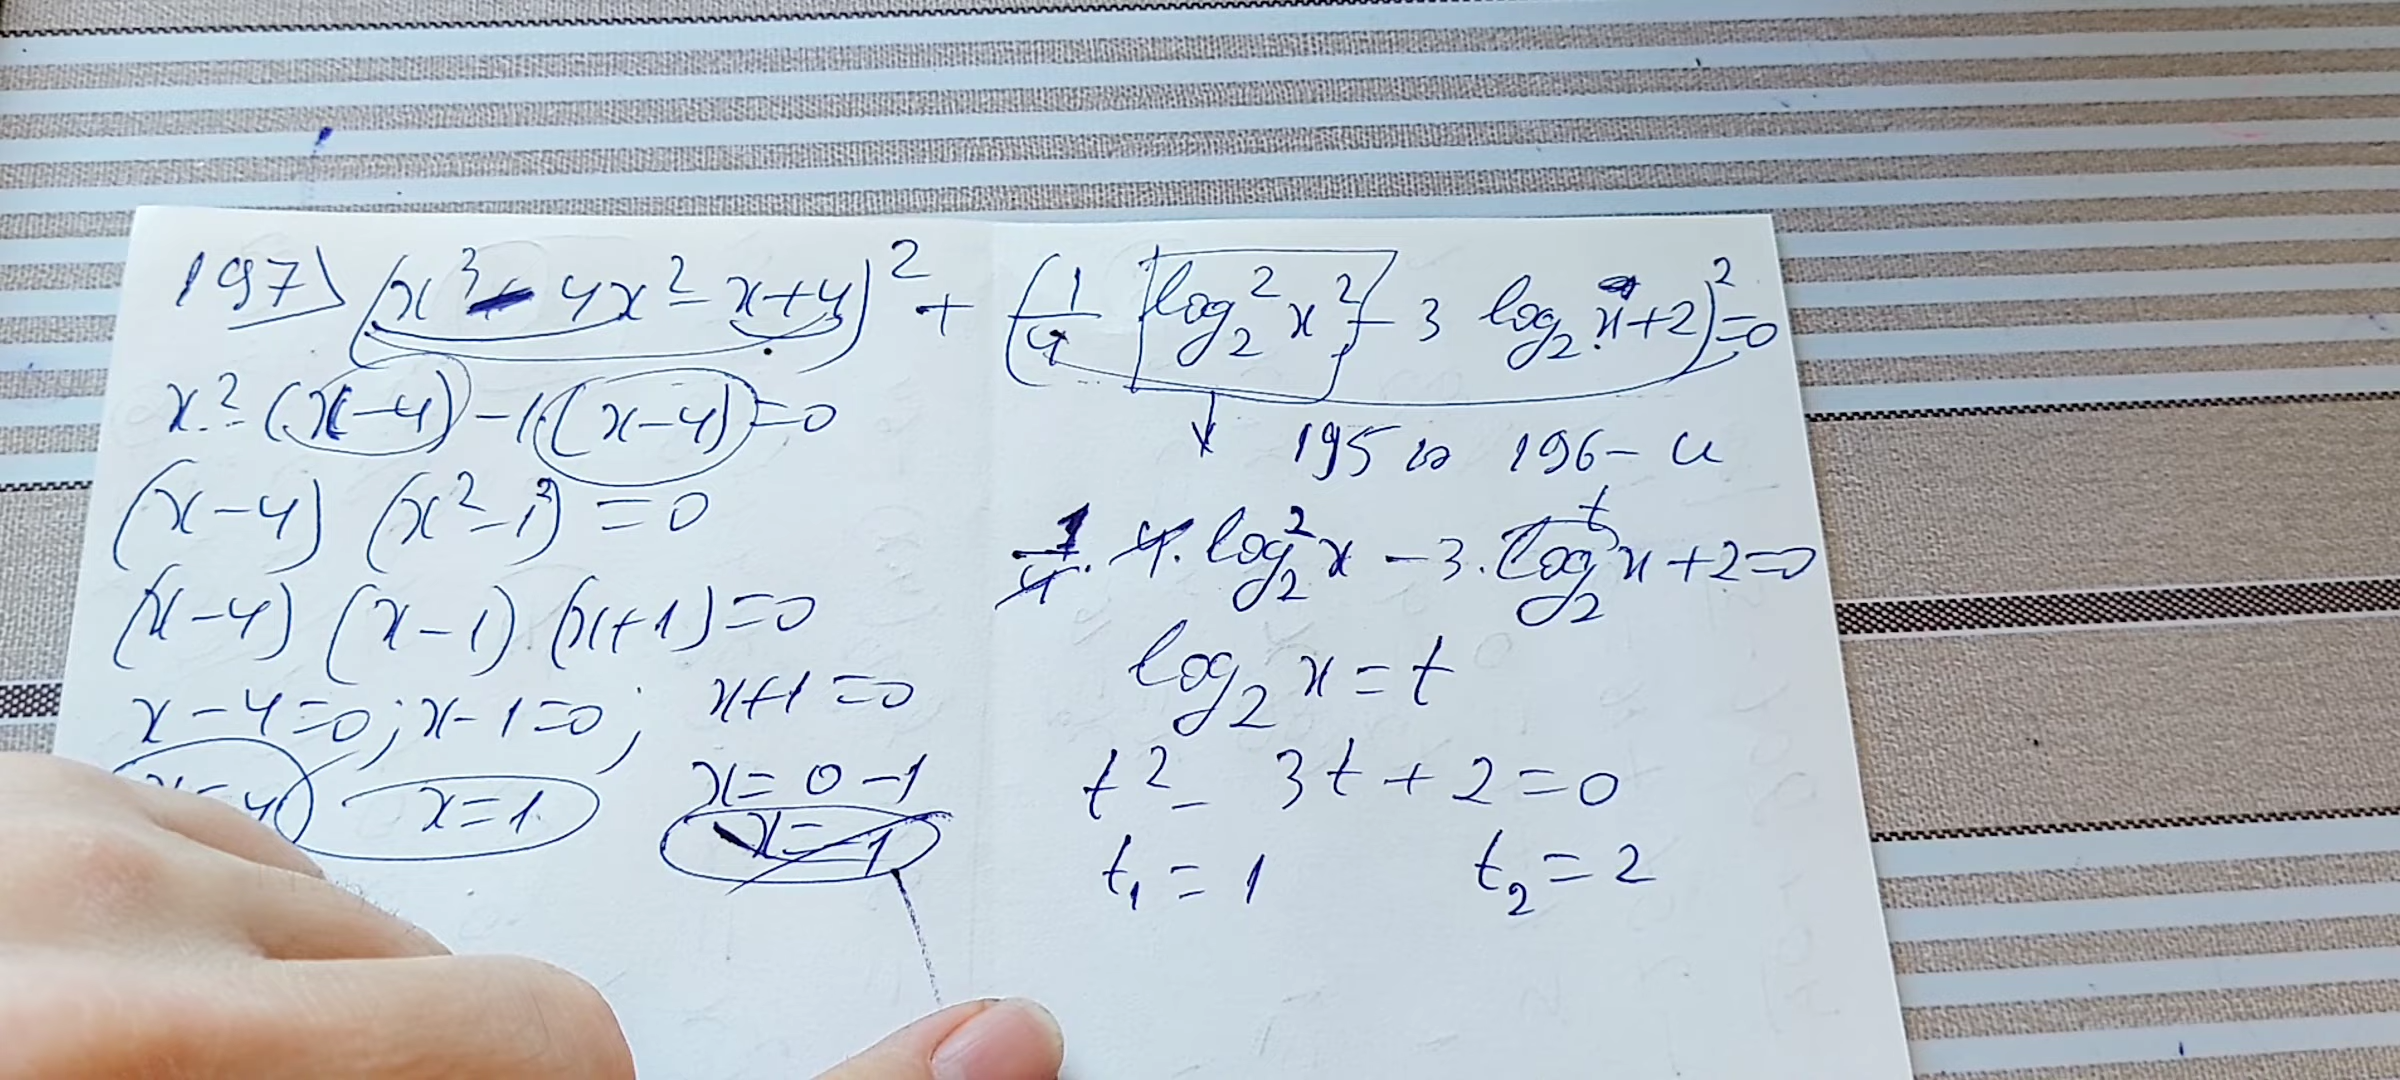 197) (x³ - 4x² - x + 4)² + (1/4 log₂² x² - 3 log₂ x + 2)² = 0
x² (x - 4) - 1 · (x - 4) = 0
(x - 4) (x² - 1²) = 0
(x - 4) (x - 1) (x + 1) = 0
x - 4 = 0; x - 1 = 0; x + 1 = 0
x = 0 - 1
x = 4 x = 1 x = -1
195 196 - u
1/4 · 4 · log₂² x - 3 · log₂ x + 2 = 0
t
log₂ x = t
t² - 3t + 2 = 0
t₁ = 1 t₂ = 2